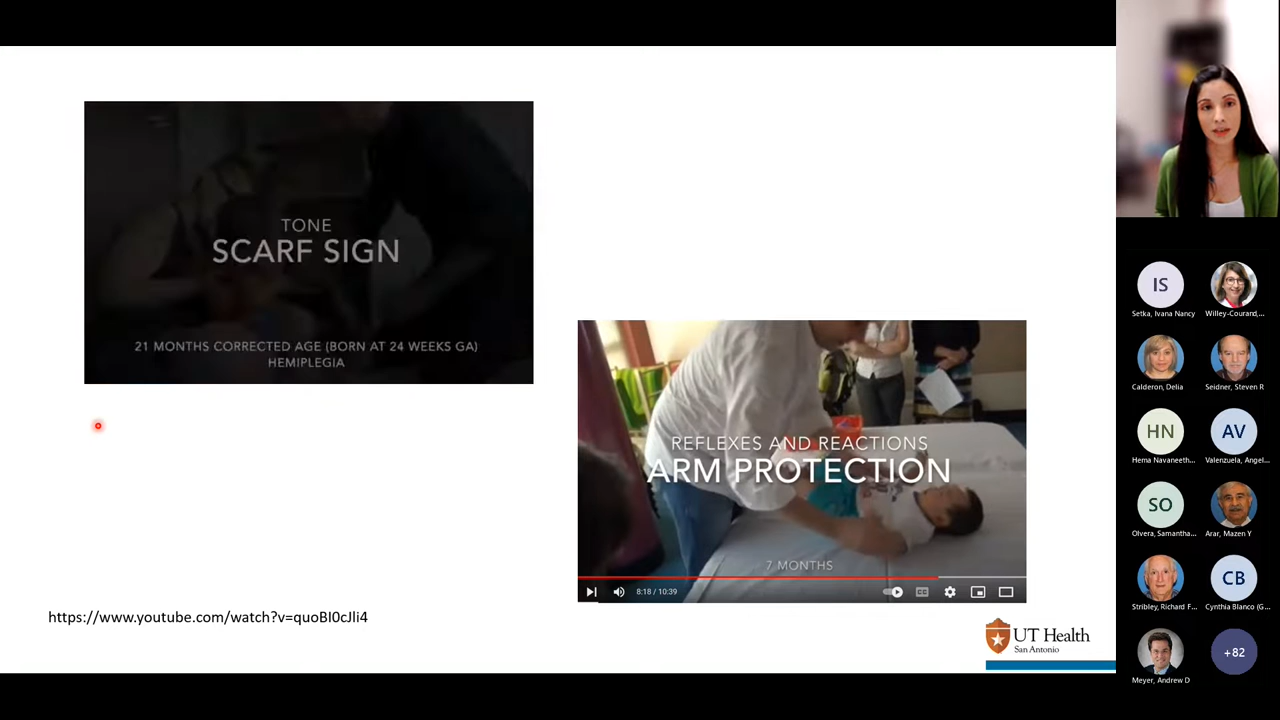 TONE
SCARF SIGN
21 MONTHS CORRECTED AGE (BORN AT 24 WEEKS GA)
HEMIPLEGIA
REFLEXES AND REACTIONS
ARM PROTECTION
7 MONTHS
8:18 / 10:39
CC
https://www.youtube.com/watch?v=quoBI0cJli4
UT Health
San Antonio
IS
Setka, Ivana Nancy
Willey-Courand,...
Calderon, Delia
Seidner, Steven R
HN
AV
Hema Navaneeth...
Valenzuela, Angel...
SO
Olvera, Samantha...
Arar, Mazen Y
CB
Stribley, Richard F...
Cynthia Blanco (G...
+82
Meyer, Andrew D